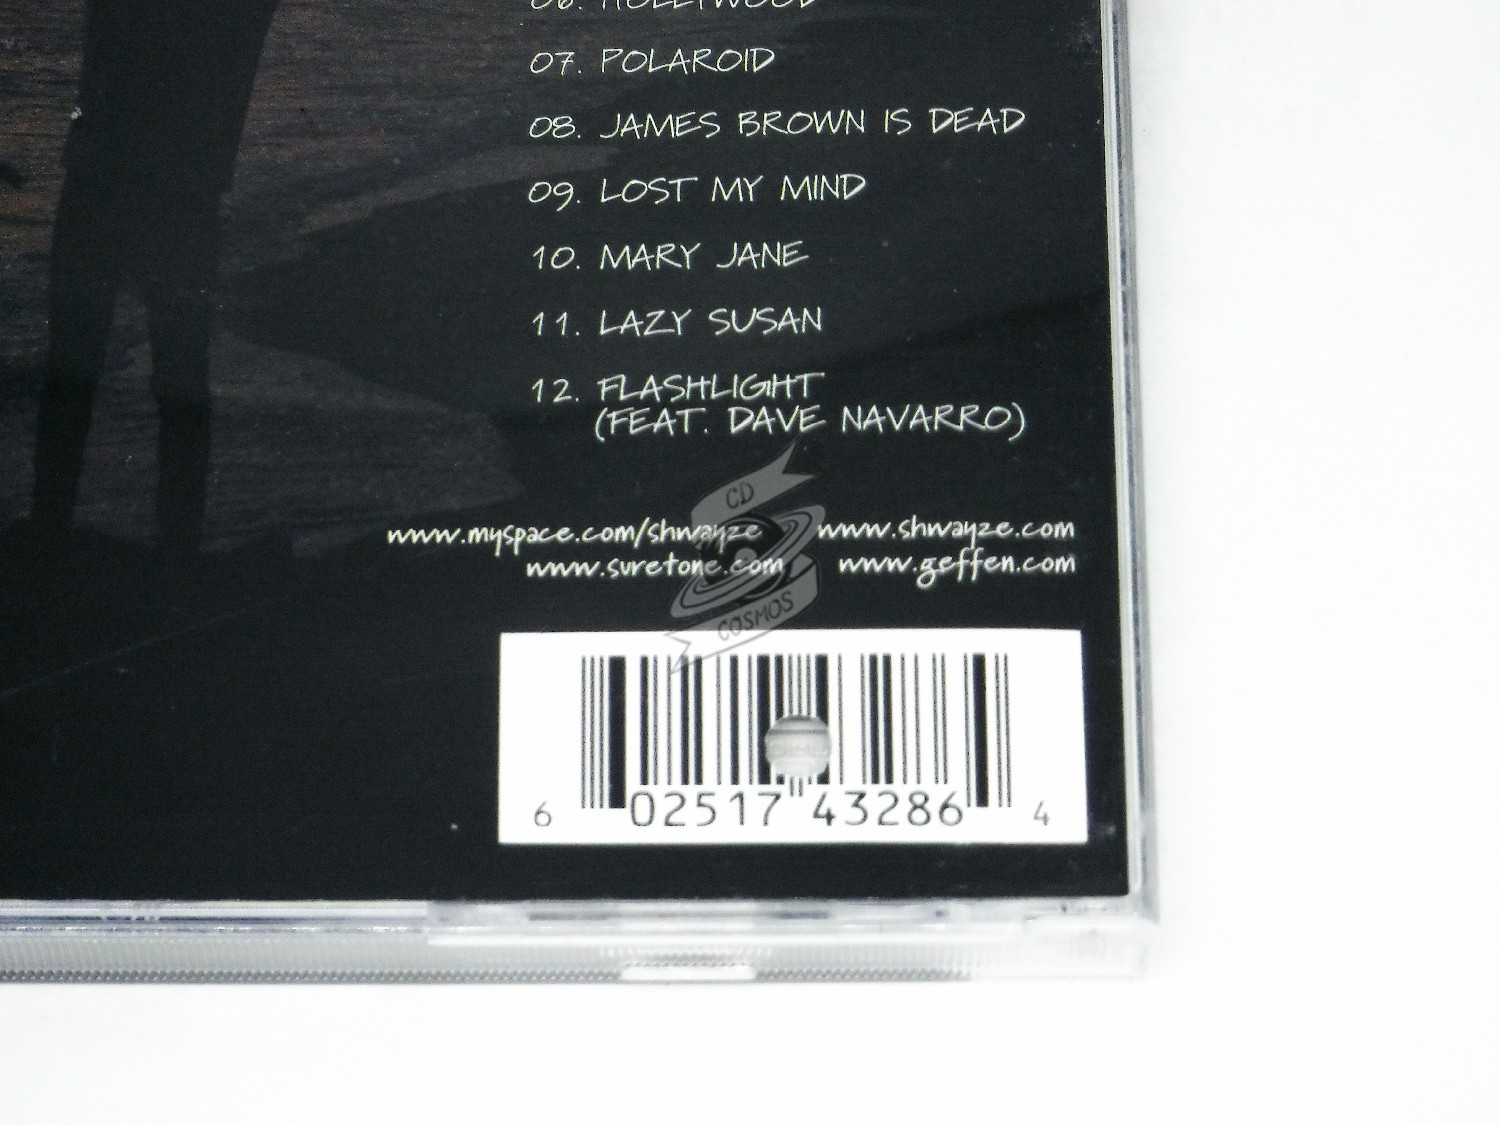 06. HOLLYWOOD
07. POLAROID
08. JAMES BROWN IS DEAD
09. LOST MY MIND
10. MARY JANE
11. LAZY SUSAN
12. FLASHLIGHT
(FEAT. DAVE NAVARRO)
CD
www.myspace.com/shwayze www.shwayze.com
www.suretone.com www.geffen.com
COSMOS
6 02517 43286 4